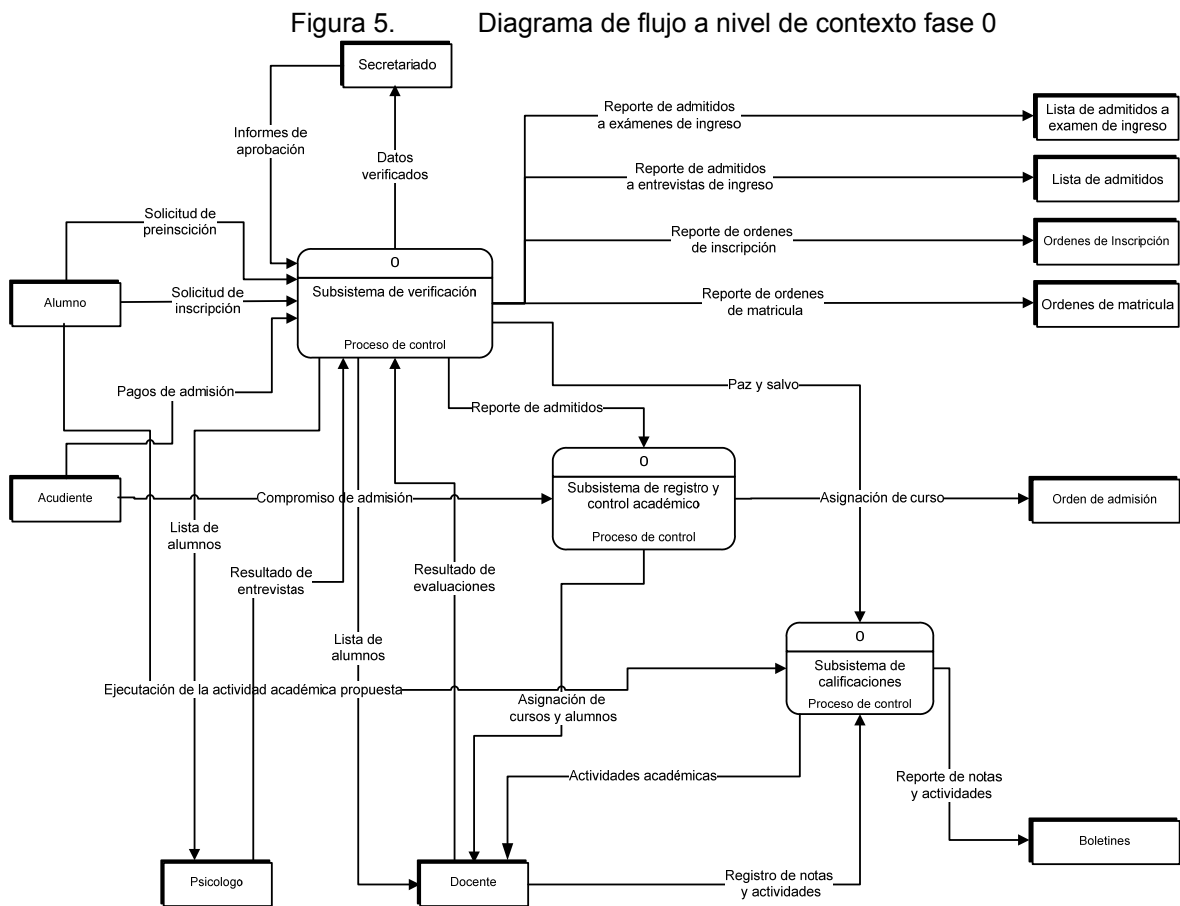 Figura 5. Diagrama de flujo a nivel de contexto fase 0
Secretariado
Informes de
aprobación
Datos
verificados
Reporte de admitidos
a exámenes de ingreso
Lista de admitidos a
examen de ingreso
Reporte de admitidos
a entrevistas de ingreso
Lista de admitidos
Solicitud de
preinscición
Reporte de ordenes
de inscripción
Ordenes de Inscripción
0
Subsistema de verificación
Proceso de control
Alumno
Solicitud de
inscripción
Reporte de ordenes
de matricula
Ordenes de matricula
Pagos de admisión
Paz y salvo
Reporte de admitidos
0
Subsistema de registro y
control académico
Proceso de control
Acudiente
Compromiso de admisión
Asignación de curso
Orden de admisión
Lista de
alumnos
Resultado de
entrevistas
Resultado de
evaluaciones
Lista de
alumnos
0
Subsistema de
calificaciones
Proceso de control
Ejecutación de la actividad académica propuesta
Asignación de
cursos y alumnos
Actividades académicas
Reporte de notas
y actividades
Boletines
Psicologo
Docente
Registro de notas
y actividades